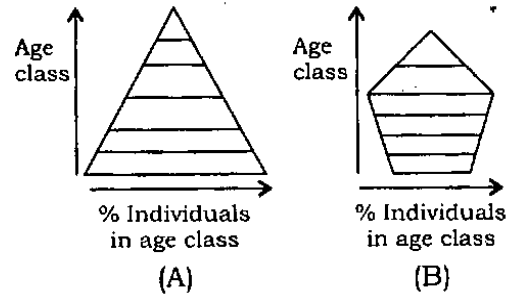 Age
class
% Individuals
in age class
(A)
Age
class
% Individuals
in age class
(B)